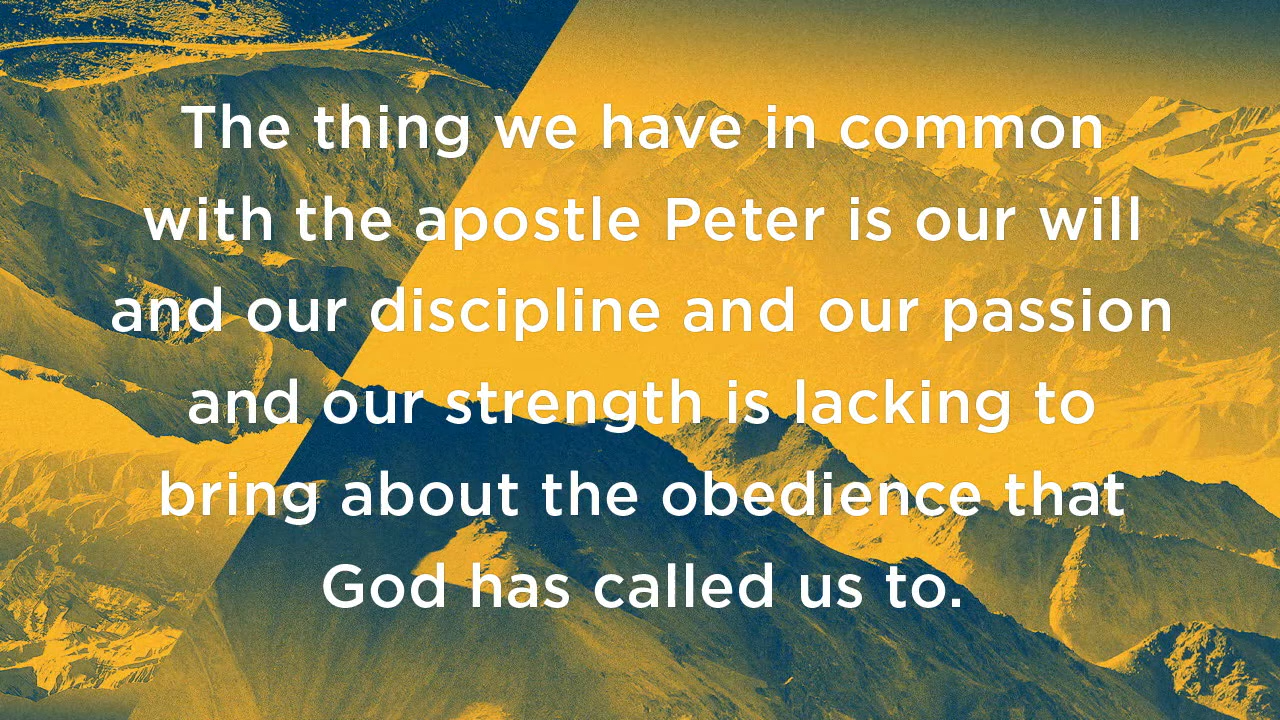 The thing we have in common
with the apostle Peter is our will
and our discipline and our passion
and our strength is lacking to
bring about the obedience that
God has called us to.